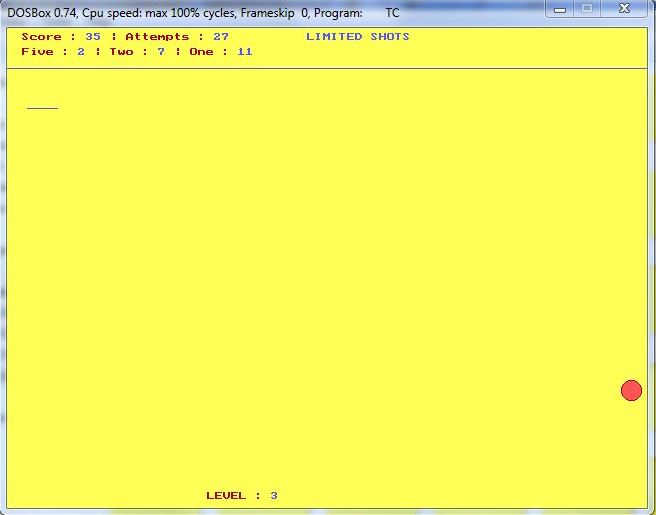 DOSBox 0.74, Cpu speed: max 100% cycles, Frameskip 0, Program: TC
Score : 35 ¦ Attempts : 27 LIMITED SHOTS
Five : 2 ¦ Two : 7 ¦ One : 11
LEVEL : 3